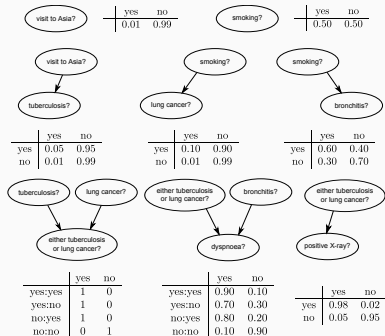 visit to Asia?
yes no
0.01 0.99
smoking?
yes no
0.50 0.50
visit to Asia?
tuberculosis?
yes no
yes 0.05 0.95
no 0.01 0.99
smoking?
lung cancer?
yes no
yes 0.10 0.90
no 0.01 0.99
smoking?
bronchitis?
yes no
yes 0.60 0.40
no 0.30 0.70
tuberculosis?
lung cancer?
either tuberculosis
or lung cancer?
yes no
yes:yes 1 0
yes:no 1 0
no:yes 1 0
no:no 0 1
either tuberculosis
or lung cancer?
bronchitis?
dyspnoea?
yes no
yes:yes 0.90 0.10
yes:no 0.70 0.30
no:yes 0.80 0.20
no:no 0.10 0.90
either tuberculosis
or lung cancer?
positive X-ray?
yes no
yes 0.98 0.02
no 0.05 0.95